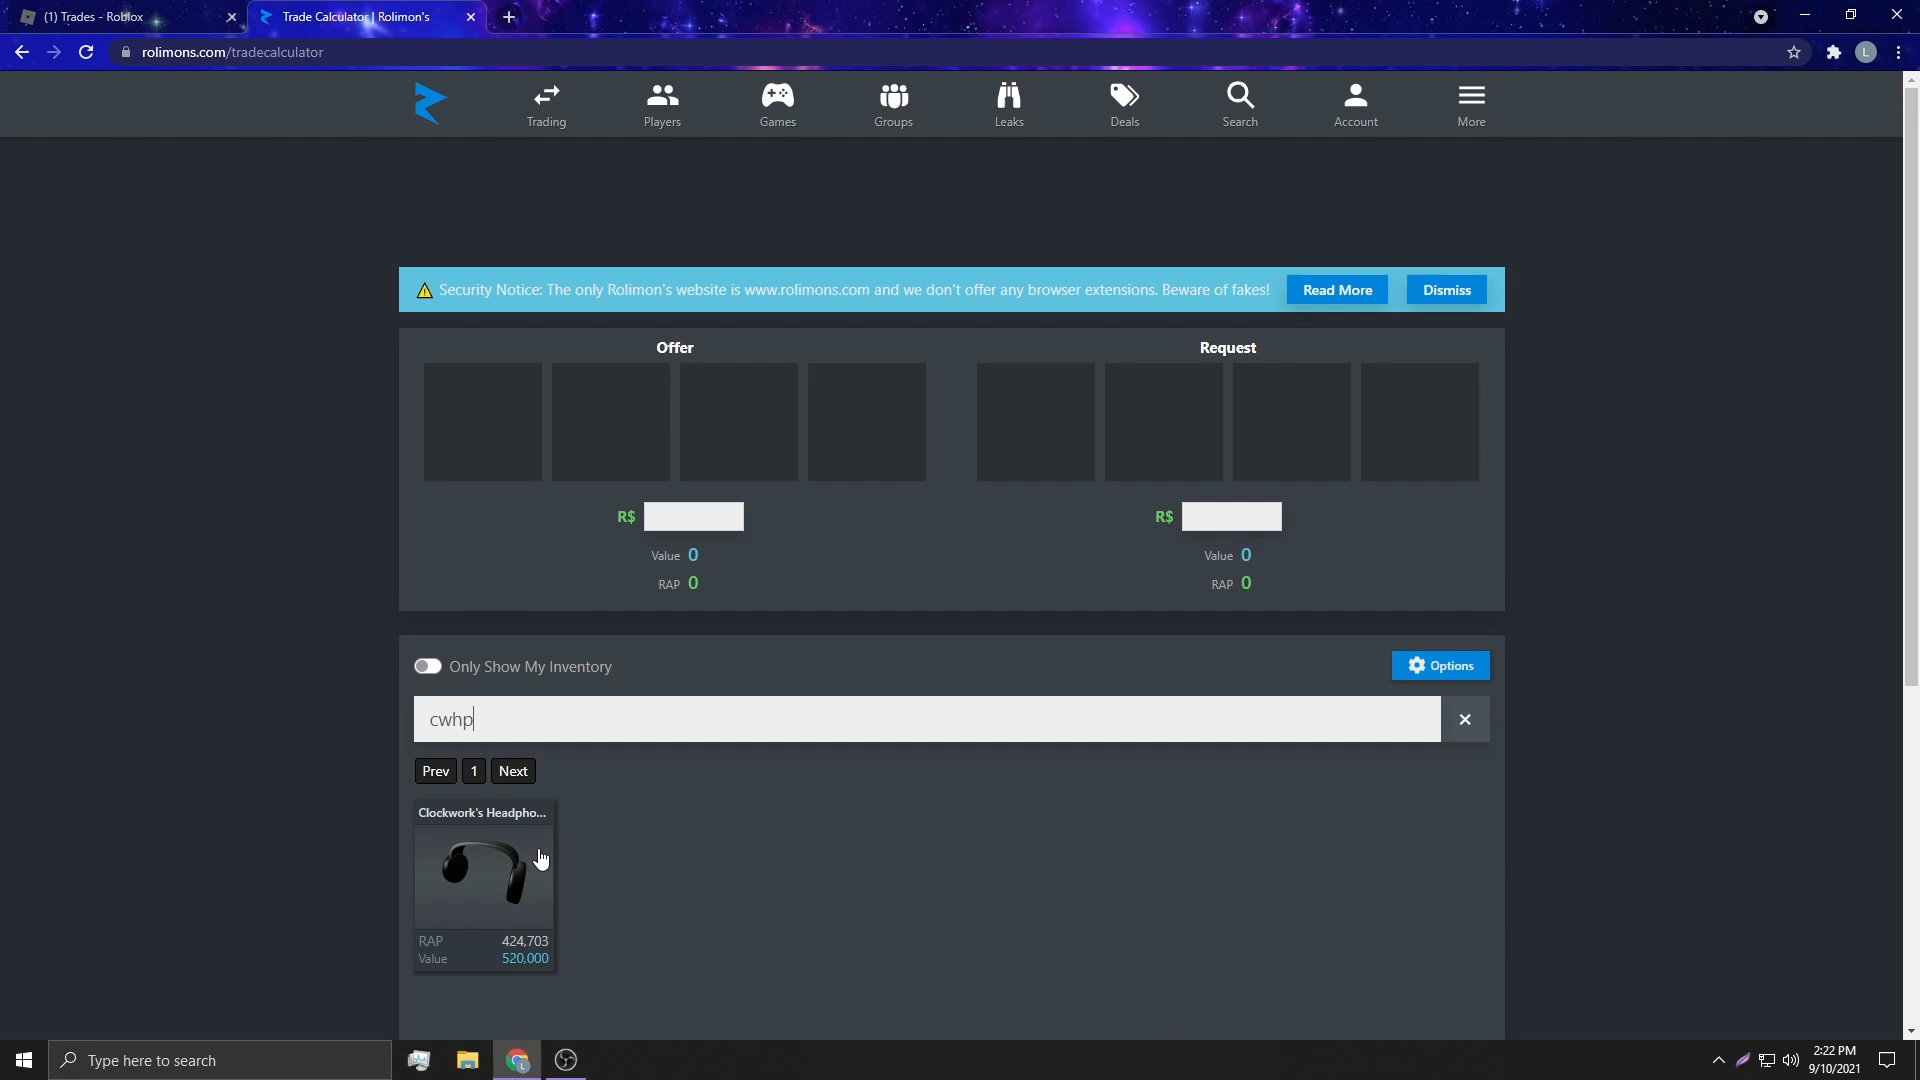 (1) Trades - Roblox
Trade Calculator | Rolimon's
rolimons.com/tradecalculator
L
Trading
Players
Games
Groups
Leaks
Deals
Search
Account
More
Security Notice: The only Rolimon's website is www.rolimons.com and we don't offer any browser extensions. Beware of fakes!
Read More
Dismiss
Offer
Request
R$
R$
Value 0
Value 0
RAP 0
RAP 0
Only Show My Inventory
Options
cwhp
Prev 1 Next
Clockwork's Headpho...
RAP 424,703
Value 520,000
Type here to search
L
2:22 PM
9/10/2021